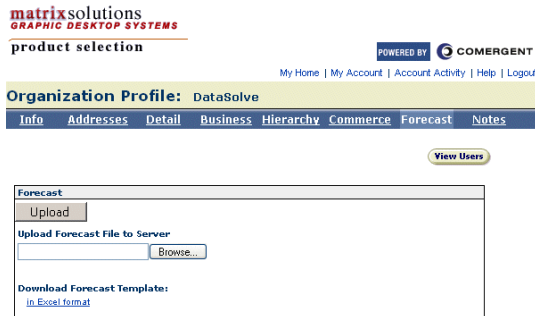 matrixsolutions
GRAPHIC DESKTOP SYSTEMS
product selection
POWERED BY COMERGENT
My Home | My Account | Account Activity | Help | Logout
Organization Profile: DataSolve
Info Addresses Detail Business Hierarchy Commerce Forecast Notes
View Users
Forecast
Upload
Upload Forecast File to Server
Browse...
Download Forecast Template:
in Excel format